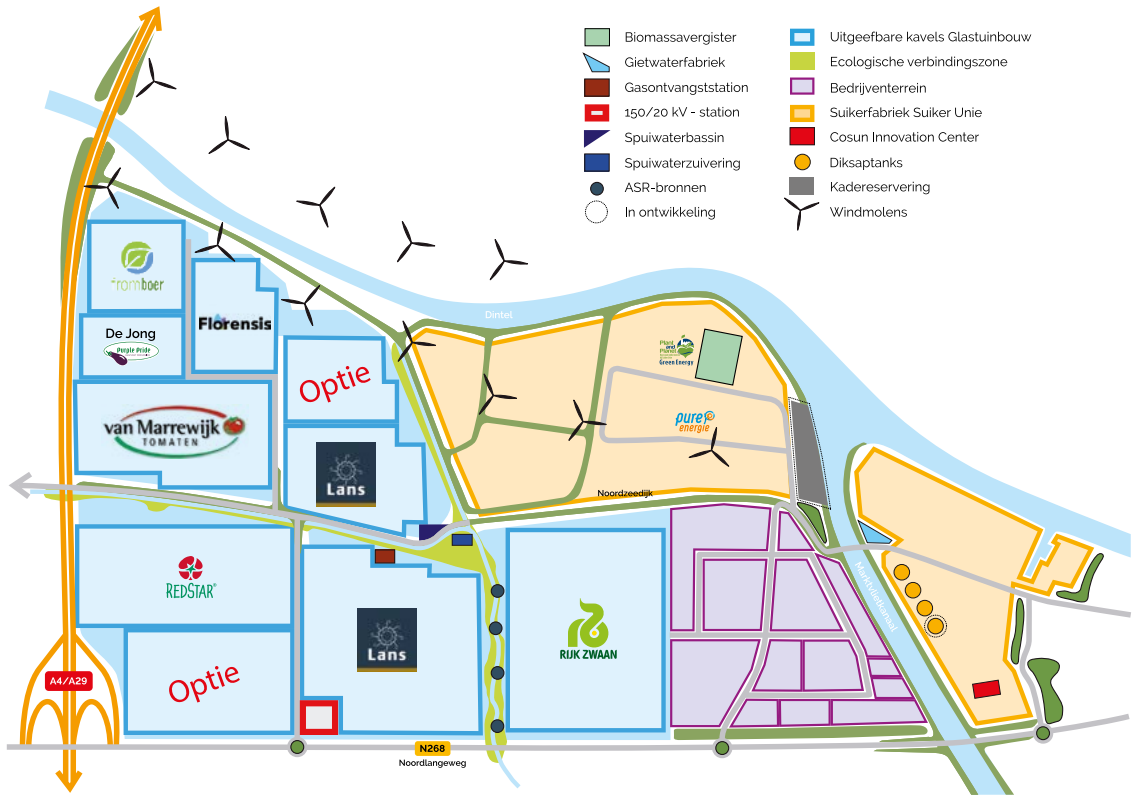 Biomassavergister
Gietwaterfabriek
Gasontvangststation
150/20 kV - station
Spuiwaterbassin
Spuiwaterzuivering
ASR-bronnen
In ontwikkeling
Uitgeefbare kavels Glastuinbouw
Ecologische verbindingszone
Bedrijventerrein
Suikerfabriek Suiker Unie
Cosun Innovation Center
Diksaptanks
Kadereservering
Windmolens
Dintel
Florensis
De Jong
Purple Pride
Optie
van Marrewijk
TOMATEN
Lans
Plant
and
Planet
Green Energy
pure
energie
Noordzeedijk
REDSTAR®
Optie
Lans
RIJK ZWAAN
Marktvlietkanaal
A4/A29
N268
Noordlangeweg